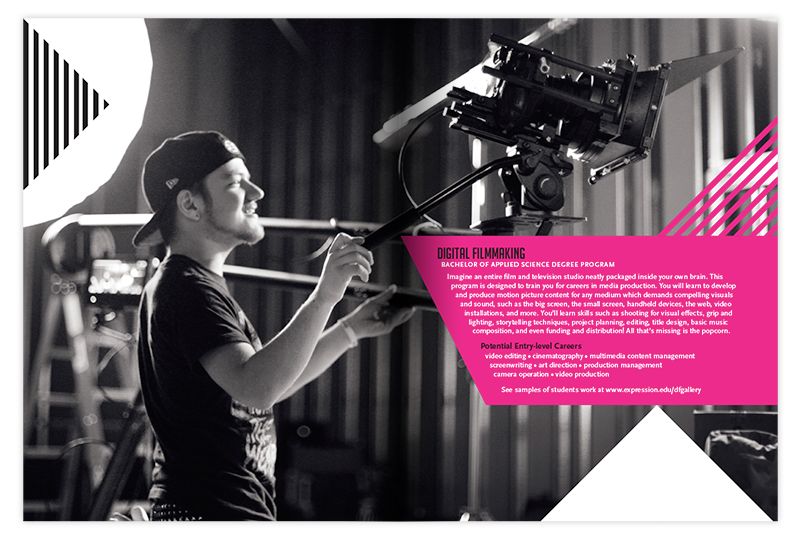 DIGITAL FILMMAKING
BACHELOR OF APPLIED SCIENCE DEGREE PROGRAM
Imagine an entire film and television studio neatly packaged inside your own brain. This
program is designed to train you for careers in media production. You will learn to develop
and produce motion picture content for any medium which demands compelling visuals
and sound, such as the big screen, the small screen, handheld devices, the web, video
installations, and more. You'll learn skills such as shooting for visual effects, grip and
lighting, storytelling techniques, project planning, editing, title design, basic music
composition, and even funding and distribution! All that's missing is the popcorn.
Potential Entry-level Careers
video editing • cinematography • multimedia content management
screenwriting • art direction • production management
camera operation • video production
See samples of students work at www.expression.edu/dfgallery